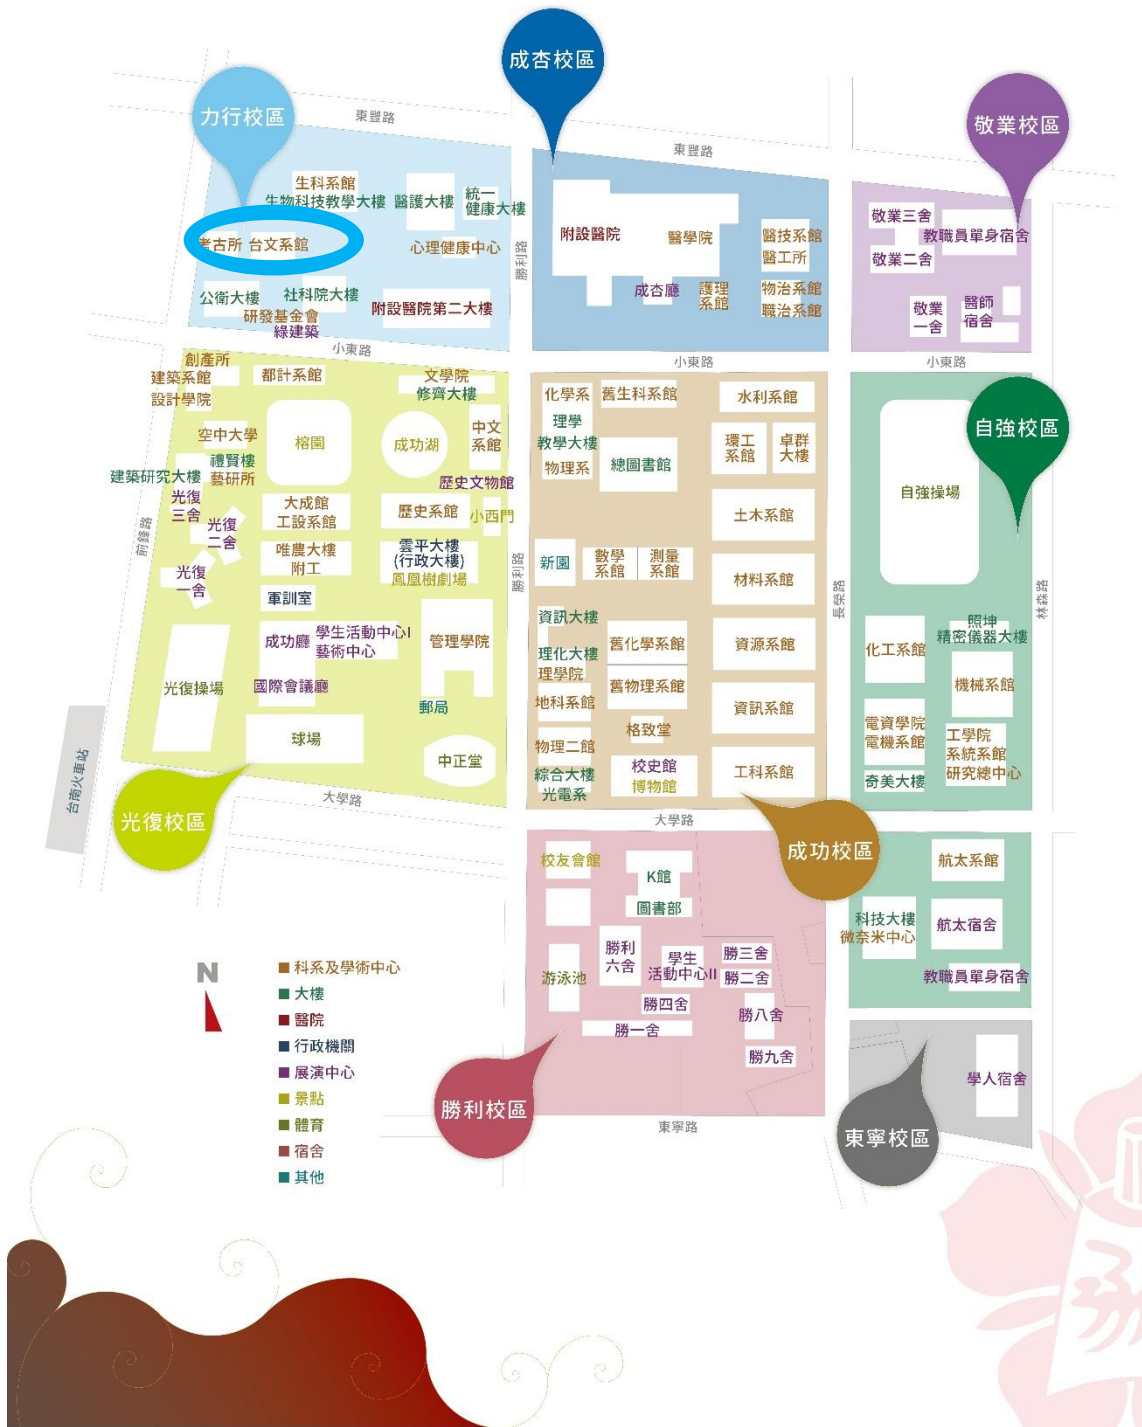 成杏校區
力行校區
敬業校區
東豐路
東豐路
生科系館
生物科技教學大樓
醫護大樓
統一
健康大樓
考古所
台文系館
心理健康中心
公衛大樓
社科院大樓
研發基金會
綠建築
附設醫院第二大樓
勝利路
附設醫院
醫學院
醫技系館
醫工所
成杏廳
護理
系館
物治系館
職治系館
敬業三舍
教職員單身宿舍
敬業二舍
敬業
一舍
醫師
宿舍
小東路
小東路
小東路
創產所
建築系館
設計學院
都計系館
文學院
修齊大樓
空中大學
榕園
成功湖
中文
系館
禮賢樓
藝研所
建築研究大樓
歷史文物館
光復
三舍
大成館
工設系館
歷史系館
小西門
光復
二舍
前鋒路
唯農大樓
附工
雲平大樓
(行政大樓)
鳳凰樹劇場
光復
一舍
軍訓室
勝利路
成功廳
學生活動中心I
藝術中心
管理學院
光復操場
國際會議廳
郵局
球場
中正堂
台南火車站
大學路
光復校區
化學系
舊生科系館
水利系館
理學
教學大樓
物理系
總圖書館
環工
系館
卓群
大樓
土木系館
新園
數學
系館
測量
系館
材料系館
長榮路
資訊大樓
舊化學系館
資源系館
理化大樓
理學院
地科系館
舊物理系館
資訊系館
格致堂
物理二館
綜合大樓
光電系
校史館
博物館
工科系館
大學路
成功校區
自強校區
自強操場
林森路
照坤
精密儀器大樓
化工系館
機械系館
電資學院
電機系館
工學院
系統系館
研究總中心
奇美大樓
校友會館
K館
圖書部
航太系館
科技大樓
微奈米中心
航太宿舍
游泳池
勝利
六舍
學生
活動中心II
勝三舍
勝二舍
教職員單身宿舍
勝四舍
勝八舍
勝一舍
勝九舍
學人宿舍
勝利校區
東寧路
東寧校區
N
科系及學術中心
大樓
醫院
行政機關
展演中心
景點
體育
宿舍
其他